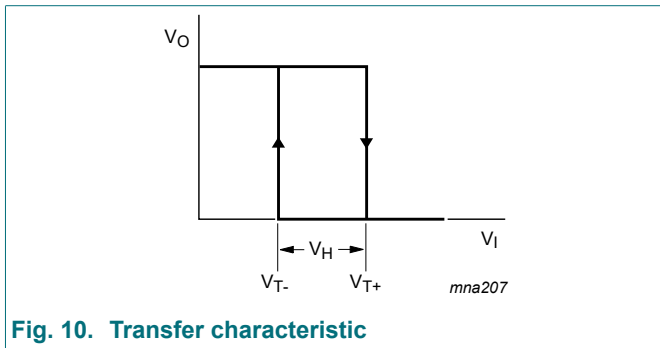 VO
VH
VI
VT-
VT+
mna207
Fig. 10. Transfer characteristic